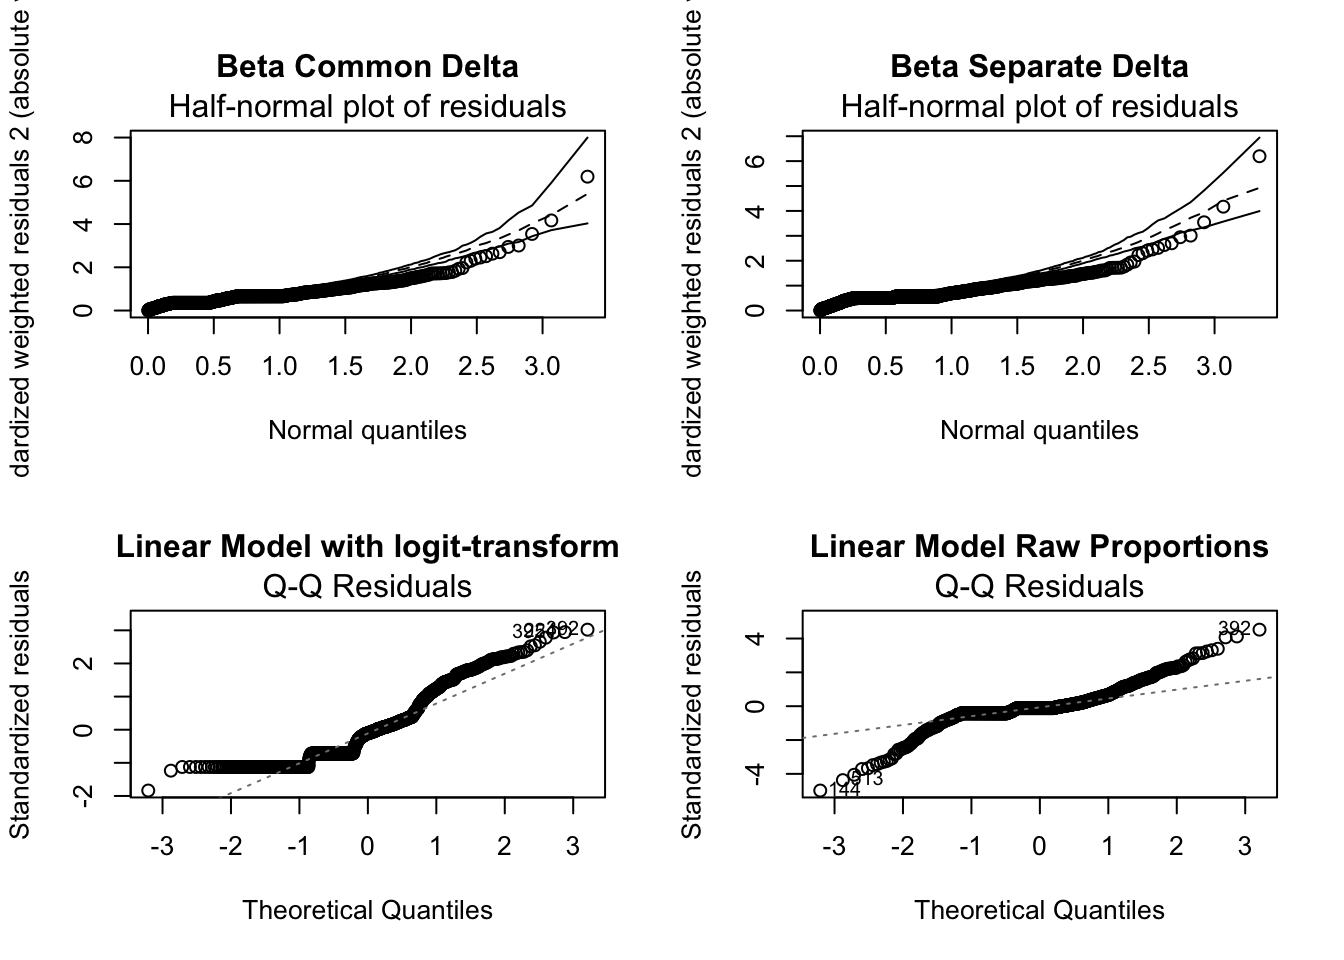 Beta Common Delta
Half-normal plot of residuals
dardized weighted residuals 2 (absolute
8
6
4
2
0
0.0 0.5 1.0 1.5 2.0 2.5 3.0
Normal quantiles
Beta Separate Delta
Half-normal plot of residuals
dardized weighted residuals 2 (absolute
6
4
2
0
0.0 0.5 1.0 1.5 2.0 2.5 3.0
Normal quantiles
Linear Model with logit-transform
Q-Q Residuals
Standardized residuals
2
0
-2
-3 -2 -1 0 1 2 3
Theoretical Quantiles
Linear Model Raw Proportions
Q-Q Residuals
Standardized residuals
392
4
0
-4
144
-3 -2 -1 0 1 2 3
Theoretical Quantiles